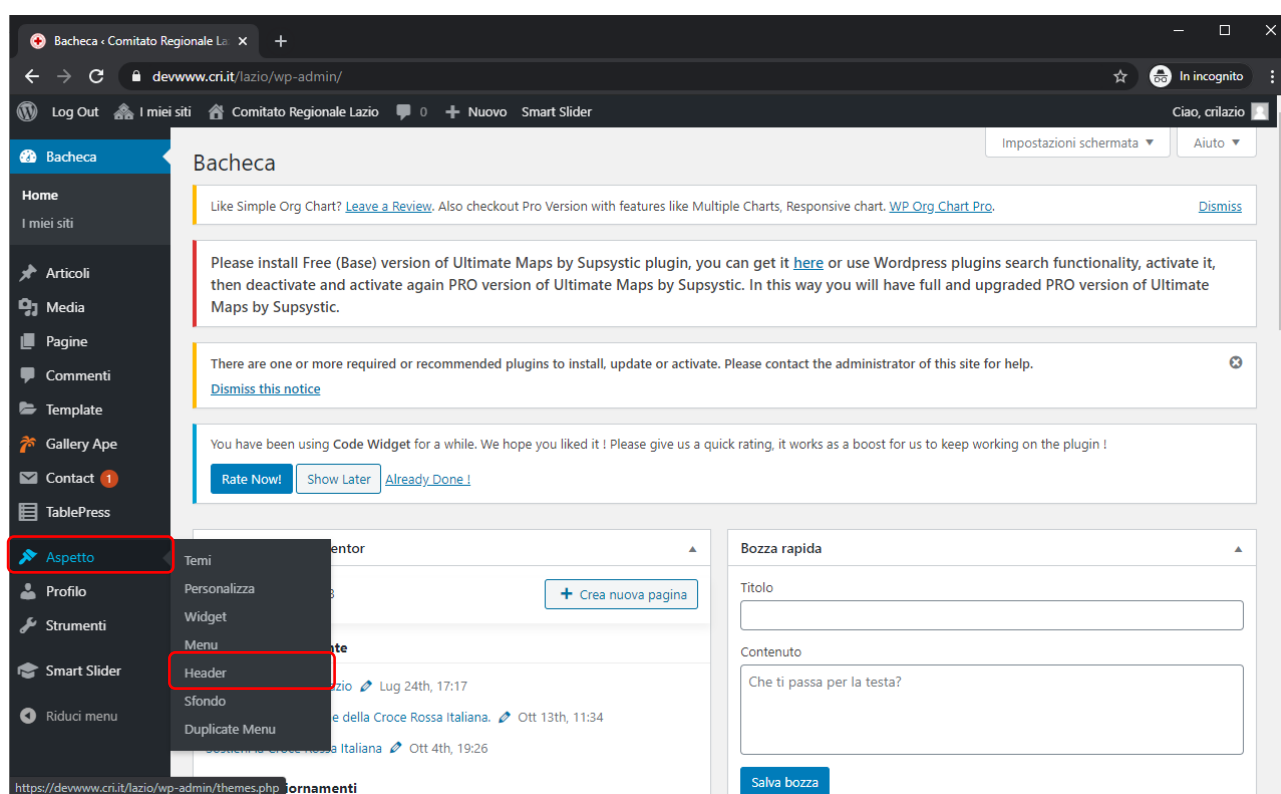 Bacheca ‹ Comitato Regionale La
devwww.cri.it/lazio/wp-admin/
In incognito
Log Out I miei siti Comitato Regionale Lazio 0 Nuovo Smart Slider Ciao, crilazio
Impostazioni schermata Aiuto
Bacheca
Home
I miei siti
Articoli
Media
Pagine
Commenti
Template
Gallery Ape
Contact 1
TablePress
Aspetto
Profilo
Strumenti
Smart Slider
Riduci menu
Temi
Personalizza
Widget
Menu
Header
Sfondo
Duplicate Menu
https://devwww.cri.it/lazio/wp-admin/themes.php
Bacheca
Like Simple Org Chart? Leave a Review. Also checkout Pro Version with features like Multiple Charts, Responsive chart. WP Org Chart Pro. Dismiss
Please install Free (Base) version of Ultimate Maps by Supsystic plugin, you can get it here or use Wordpress plugins search functionality, activate it,
then deactivate and activate again PRO version of Ultimate Maps by Supsystic. In this way you will have full and upgraded PRO version of Ultimate
Maps by Supsystic.
There are one or more required or recommended plugins to install, update or activate. Please contact the administrator of this site for help.
Dismiss this notice
You have been using Code Widget for a while. We hope you liked it ! Please give us a quick rating, it works as a boost for us to keep working on the plugin !
Rate Now! Show Later Already Done !
entor
+ Crea nuova pagina
nte
zio Lug 24th, 17:17
e della Croce Rossa Italiana. Ott 13th, 11:34
Italiana Ott 4th, 19:26
iornamenti
Bozza rapida
Titolo
Contenuto
Che ti passa per la testa?
Salva bozza